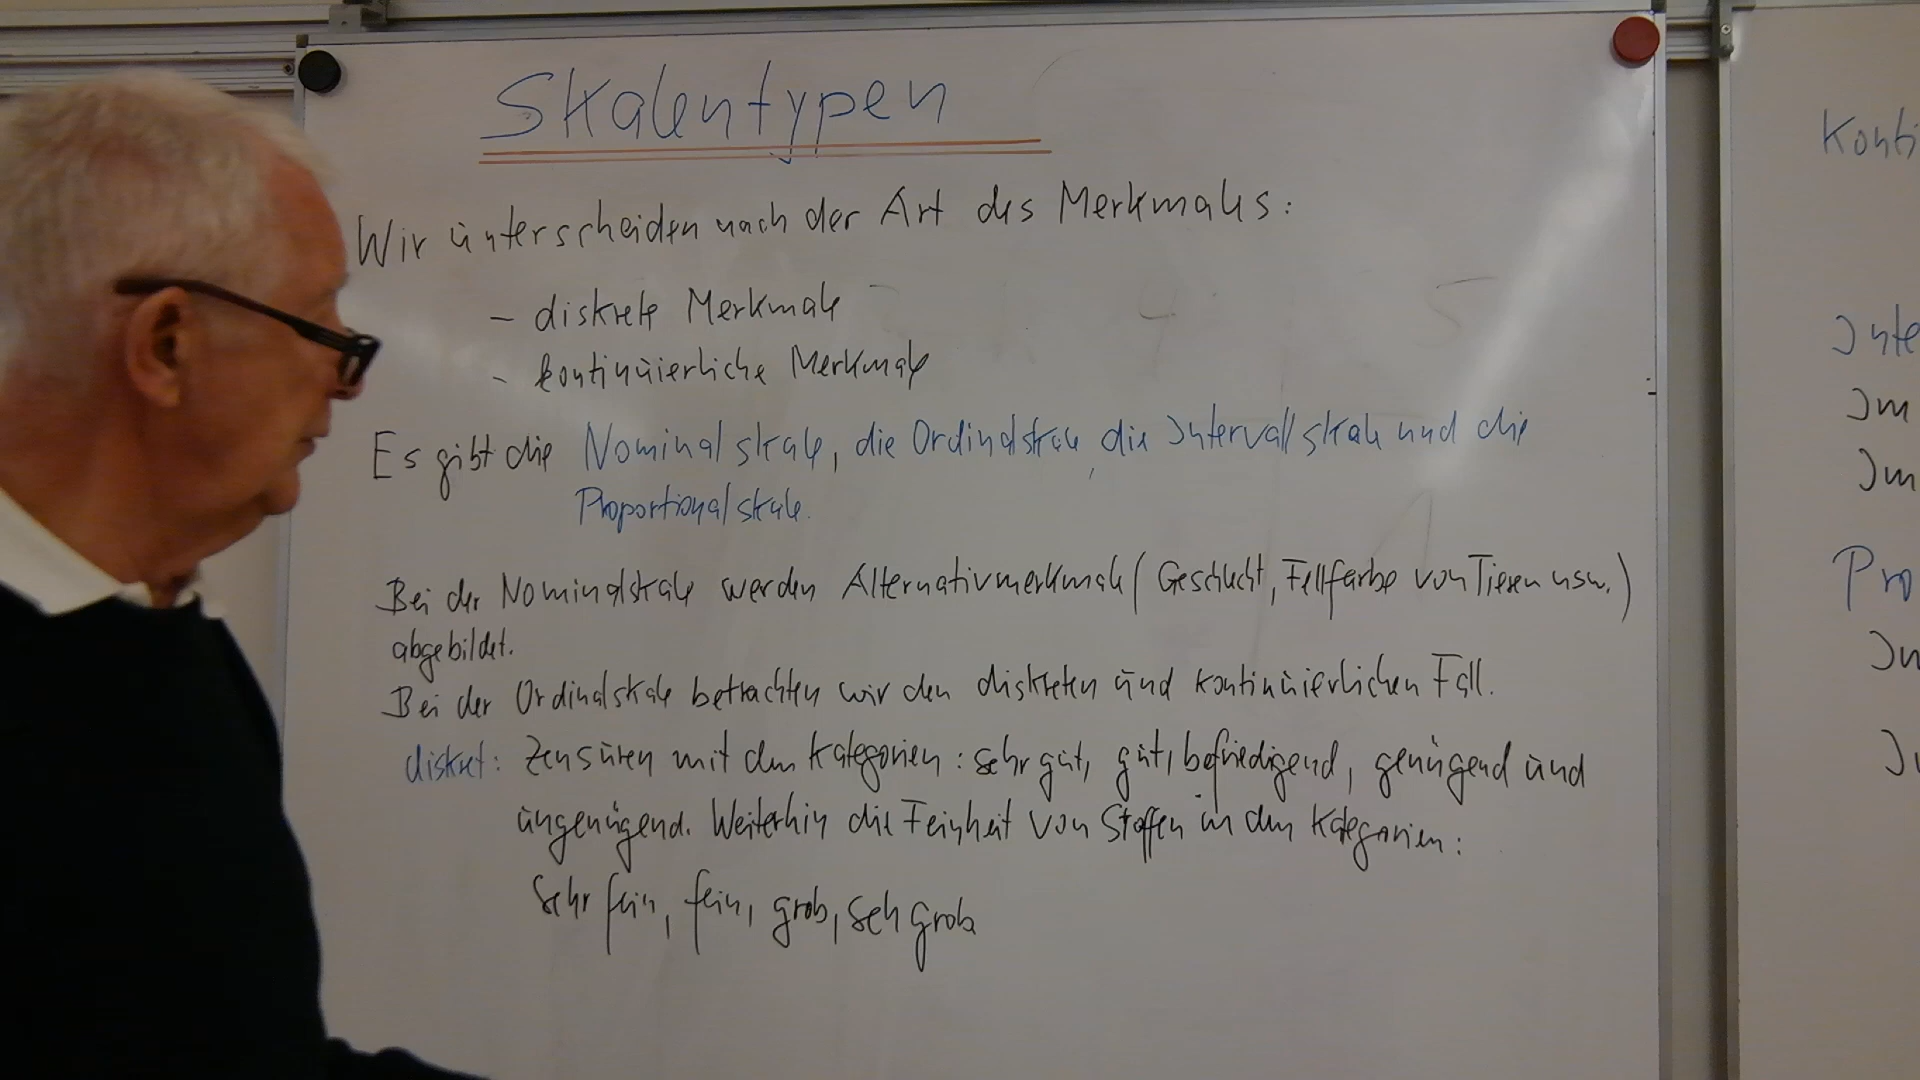 Skalentypen
Wir unterscheiden nach der Art des Merkmals:
- diskrete Merkmale
- kontinuierliche Merkmale
Es gibt die Nominalskale, die Ordinalskale, die Intervallskale und die
Proportionalskale.
Bei der Nominalskale werden Alternativmerkmale (Geschlecht, Fellfarbe von Tieren usw.)
abgebildet.
Bei der Ordinalskale betrachten wir den diskreten und kontinuierlichen Fall.
diskret: Zensuren mit den Kategorien: sehr gut, gut, befriedigend, genügend und
ungenügend. Weiterhin die Feinheit von Stoffen in den Kategorien:
sehr fein, fein, grob, sehr grob
Konti
Inte
Im
Im
Pro